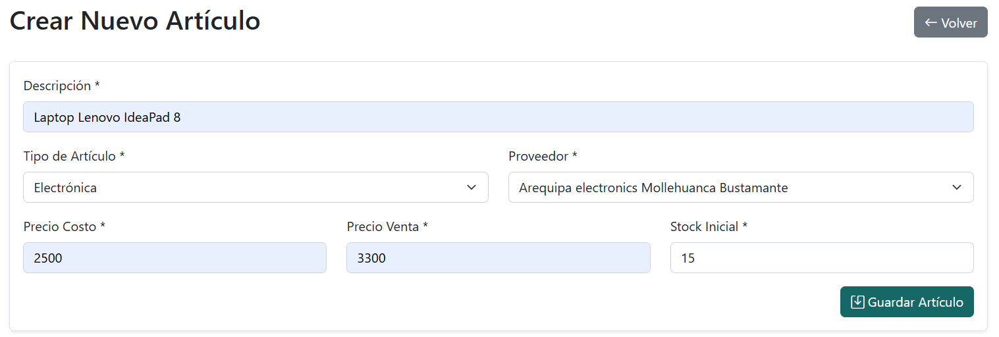 Crear Nuevo Artículo
← Volver
Descripción *
Laptop Lenovo IdeaPad 8
Tipo de Artículo *
Proveedor *
Electrónica
Arequipa electronics Mollehuanca Bustamante
Precio Costo *
Precio Venta *
Stock Inicial *
2500
3300
15
Guardar Artículo